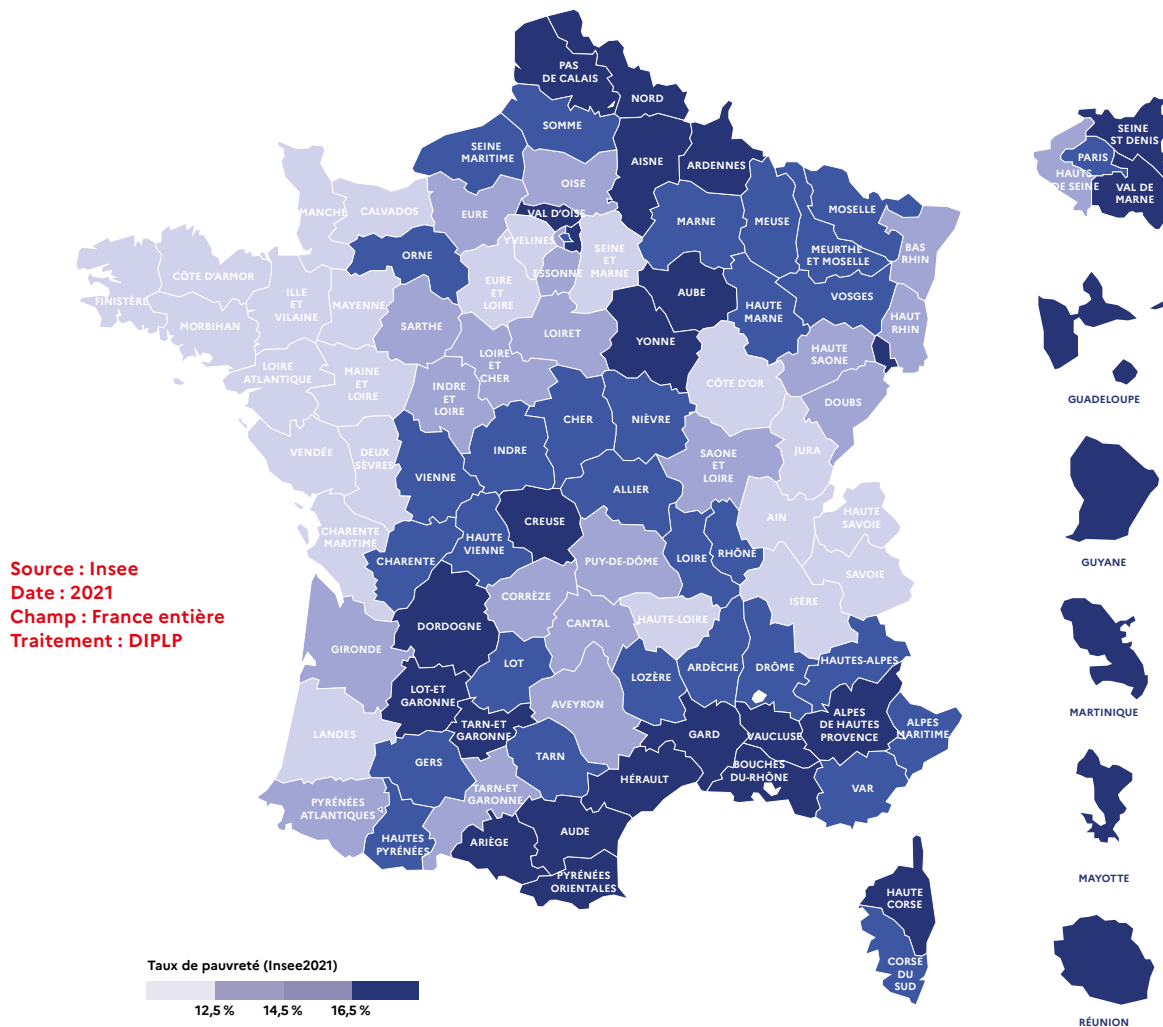 PAS
DE CALAIS
NORD
SOMME
SEINE
MARITIME
AISNE
ARDENNES
OISE
MANCHE
CALVADOS
EURE
VAL D'OISE
MARNE
MEUSE
MOSELLE
MEURTHE
ET MOSELLE
BAS
RHIN
ORNE
YVELINES
ESSONNE
SEINE
ET
MARNE
EURE
ET
LOIRE
AUBE
HAUTE
MARNE
VOSGES
HAUT
RHIN
FINISTÈRE
CÔTE D'ARMOR
MORBIHAN
ILLE
ET
VILAINE
MAYENNE
SARTHE
LOIRET
YONNE
LOIRE
ET
CHER
HAUTE
SAONE
CÔTE D'OR
DOUBS
LOIRE
ATLANTIQUE
MAINE
ET
LOIRE
INDRE
ET
LOIRE
CHER
NIÈVRE
VENDÉE
DEUX
SÈVRES
VIENNE
INDRE
SAONE
ET
LOIRE
JURA
ALLIER
CREUSE
AIN
HAUTE
SAVOIE
CHARENTE
MARITIME
CHARENTE
HAUTE
VIENNE
PUY-DE-DÔME
LOIRE
RHÔNE
SAVOIE
ISÈRE
CORRÈZE
DORDOGNE
CANTAL
HAUTE-LOIRE
GIRONDE
LOT
LOZÈRE
ARDÈCHE
DRÔME
HAUTES-ALPES
LOT-ET
GARONNE
AVEYRON
TARN-ET
GARONNE
LANDES
GARD
VAUCLUSE
ALPES
DE HAUTES
PROVENCE
ALPES
MARITIME
GERS
TARN
HÉRAULT
BOUCHES
DU-RHÔNE
VAR
PYRÉNÉES
ATLANTIQUES
TARN-ET
GARONNE
HAUTES
PYRÉNÉES
ARIÈGE
AUDE
PYRÉNÉES
ORIENTALES
HAUTE
CORSE
CORSE
DU
SUD
SEINE
ST DENIS
PARIS
HAUTS
DE SEINE
VAL DE
MARNE
GUADELOUPE
GUYANE
MARTINIQUE
MAYOTTE
RÉUNION
Source : Insee
Date : 2021
Champ : France entière
Traitement : DIPLP
Taux de pauvreté (Insee2021)
12,5 % 14,5 % 16,5 %